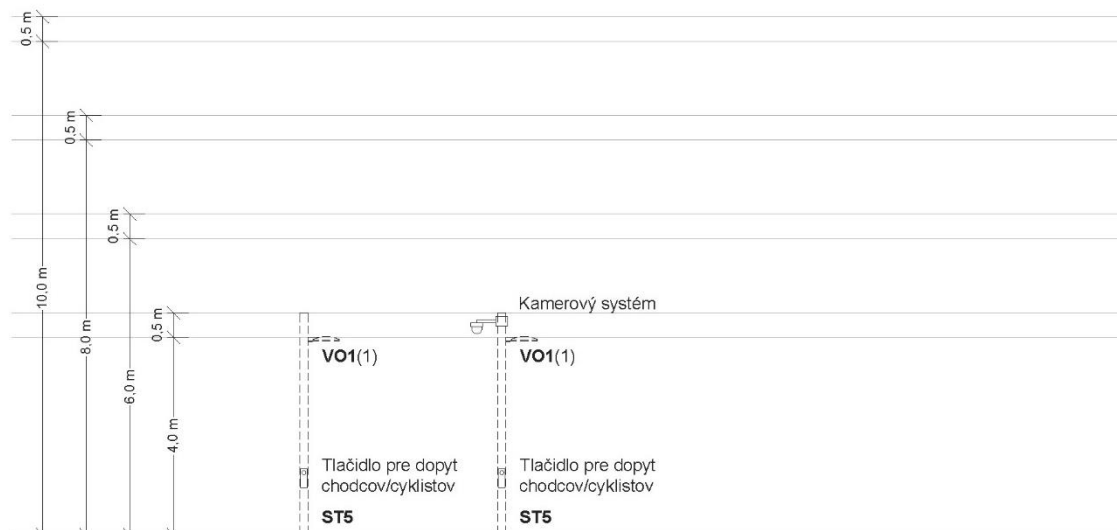 0,5 m
0,5 m
0,5 m
10,0 m
Kamerový systém
0,5 m
8,0 m
VO1(1)
VO1(1)
6,0 m
4,0 m
Tlačidlo pre dopyt
chodcov/cyklistov
Tlačidlo pre dopyt
chodcov/cyklistov
ST5
ST5